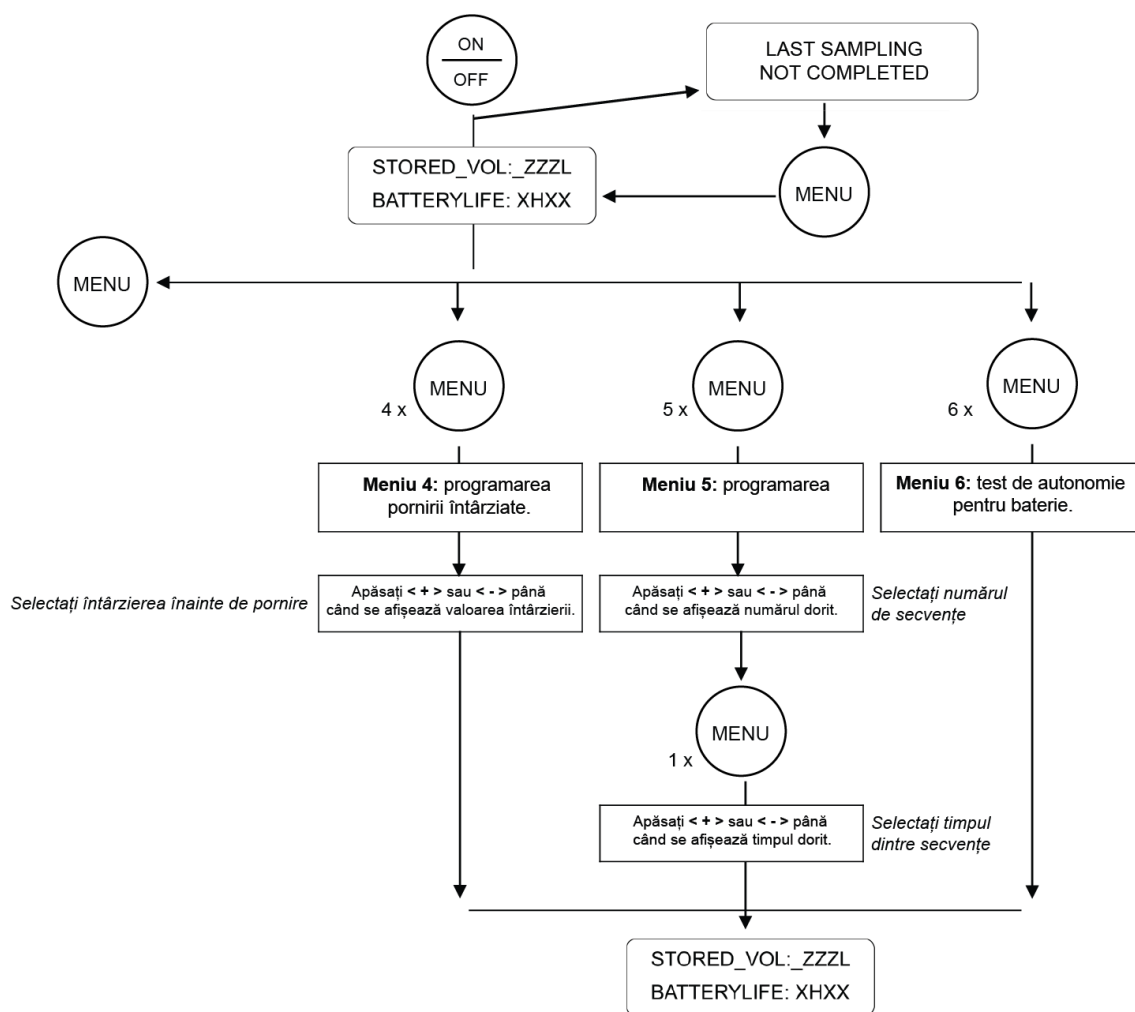 ON
OFF
LAST SAMPLING
NOT COMPLETED
STORED_VOL:_ZZZL
BATTERYLIFE: XHXX
MENU
MENU
MENU
4 x
MENU
5 x
MENU
6 x
Meniu 4: programarea
pornirii întârziate.
Meniu 5: programarea
Meniu 6: test de autonomie
pentru baterie.
Selectați întârzierea înainte de pornire
Apăsați < + > sau < - > până
când se afișează valoarea întârzierii.
Apăsați < + > sau < - > până
când se afișează numărul dorit.
Selectați numărul
de secvențe
MENU
1 x
Apăsați < + > sau < - > până
când se afișează timpul dorit.
Selectați timpul
dintre secvențe
STORED_VOL:_ZZZL
BATTERYLIFE: XHXX